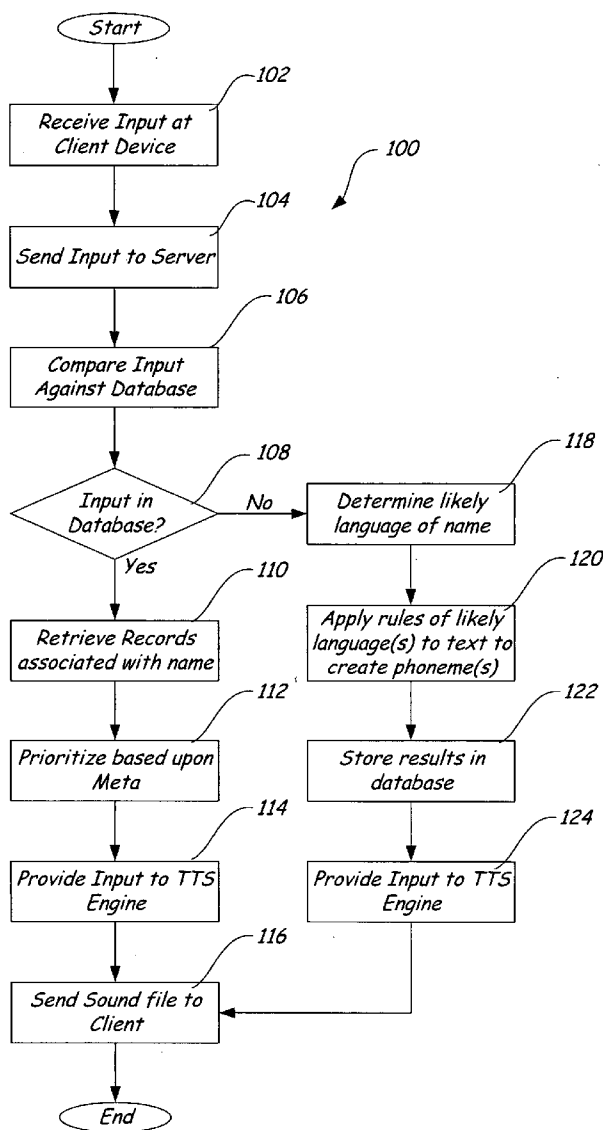 Start
102
Receive Input at
Client Device
100
104
Send Input to Server
106
Compare Input
Against Database
108
Input in
Database?
No
Yes
118
Determine likely
language of name
110
Retrieve Records
associated with name
120
Apply rules of likely
language(s) to text to
create phoneme(s)
112
Prioritize based upon
Meta
122
Store results in
database
114
Provide Input to TTS
Engine
124
Provide Input to TTS
Engine
116
Send Sound file to
Client
End